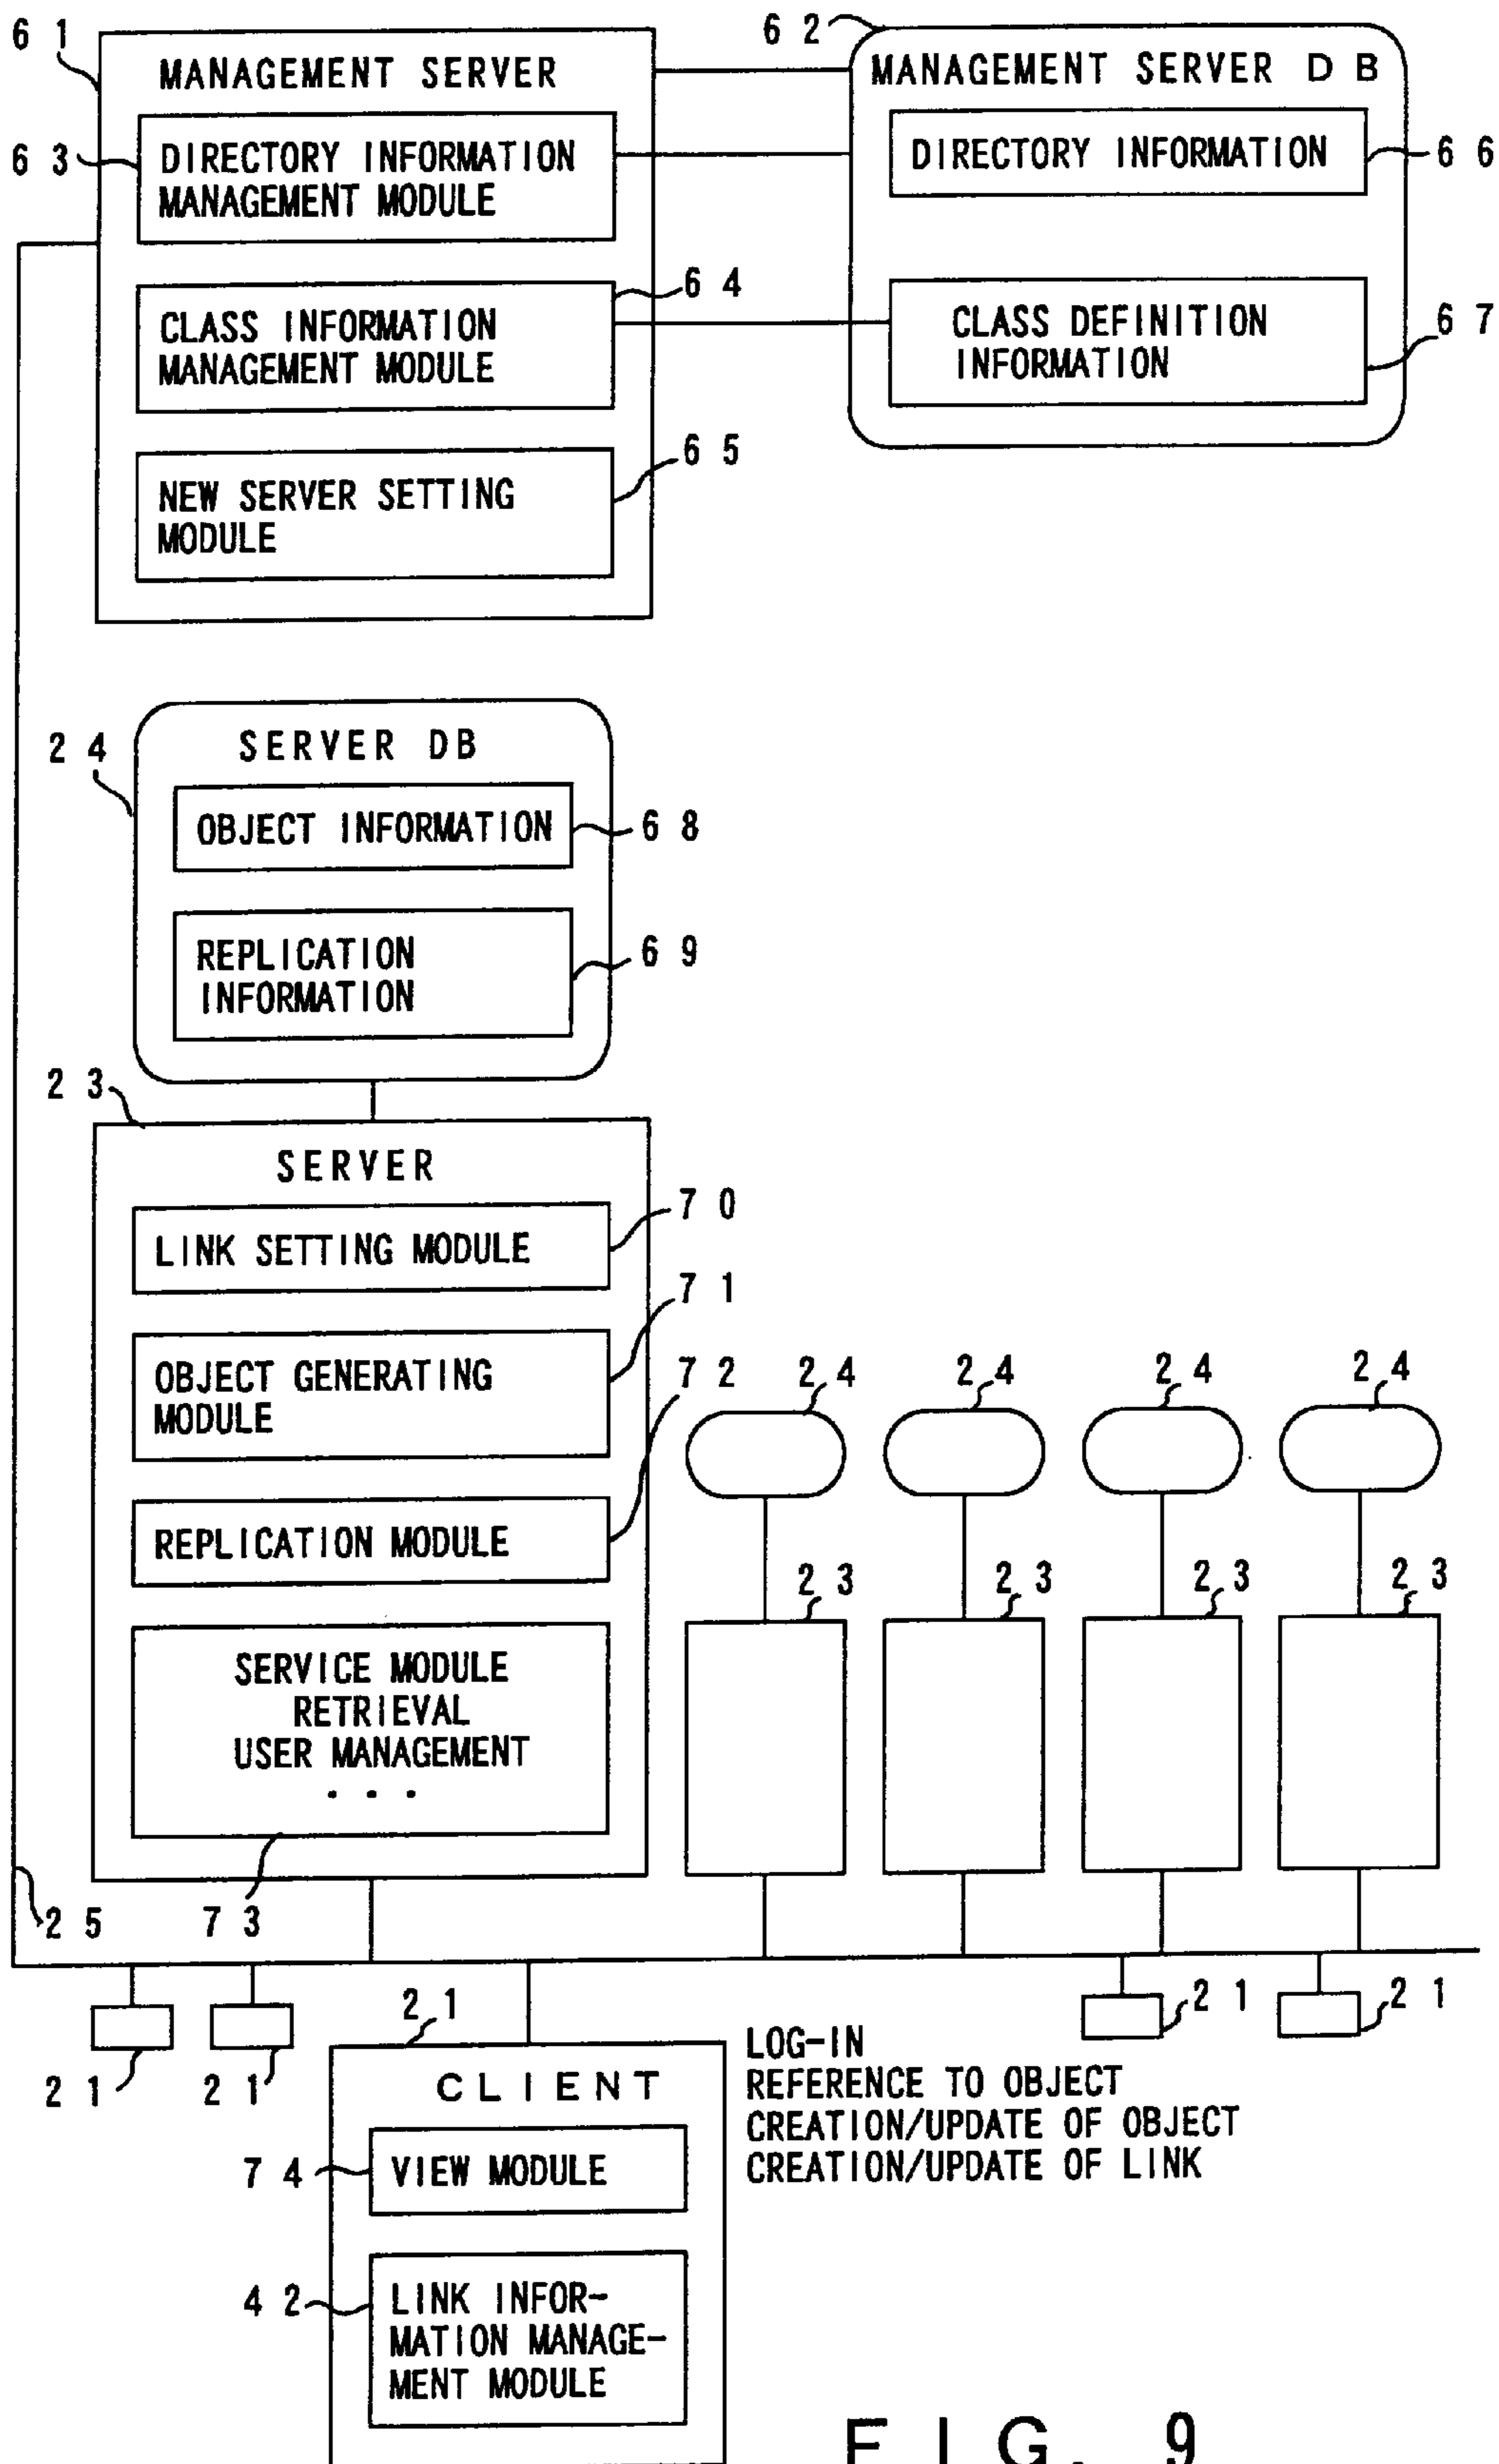 6 1
MANAGEMENT SERVER
6 2
MANAGEMENT SERVER D B
6 3
DIRECTORY INFORMATION
MANAGEMENT MODULE
DIRECTORY INFORMATION
6 6
6 4
CLASS INFORMATION
MANAGEMENT MODULE
CLASS DEFINITION
INFORMATION
6 7
6 5
NEW SERVER SETTING
MODULE
2 4
SERVER DB
OBJECT INFORMATION
6 8
REPLICATION
INFORMATION
6 9
2 3
SERVER
7 0
LINK SETTING MODULE
7 1
OBJECT GENERATING
MODULE
7 2
2 4
2 4
2 4
2 4
REPLICATION MODULE
2 3
2 3
2 3
2 3
SERVICE MODULE
RETRIEVAL
USER MANAGEMENT
. . .
2 5
7 3
2 1
2 1
2 1
2 1
2 1
CLIENT
LOG-IN
REFERENCE TO OBJECT
CREATION/UPDATE OF OBJECT
CREATION/UPDATE OF LINK
7 4
VIEW MODULE
4 2
LINK INFOR-
MATION MANAGE-
MENT MODULE
FIG. 9